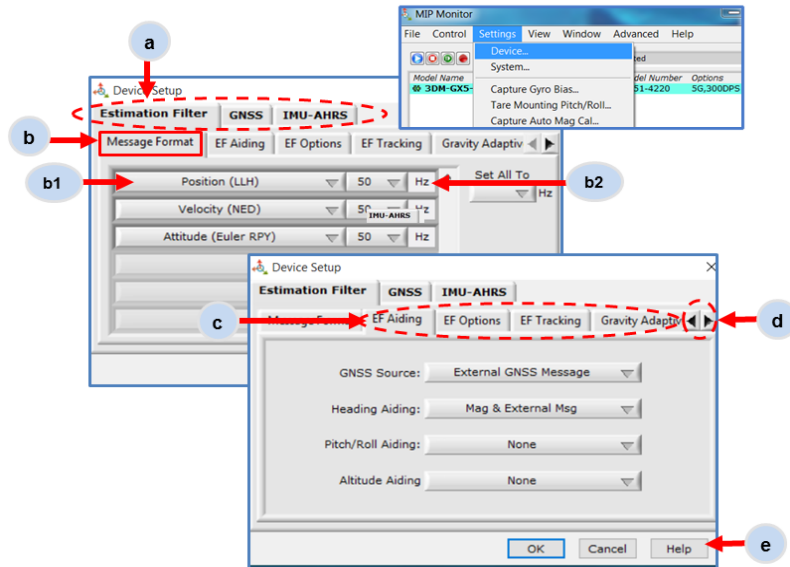 a
MIP Monitor
File Control Settings View Window Advanced Help
Device...
System...
Capture Gyro Bias...
Tare Mounting Pitch/Roll...
Capture Auto Mag Cal...
ted
Model Name
del Number Options
3DM-GX5-
51-4220 5G,300DPS
Device Setup
Estimation Filter GNSS IMU-AHRS
b
Message Format EF Aiding EF Options EF Tracking Gravity Adaptiv
b1
Position (LLH) 50 Hz
b2
Set All To
Hz
Velocity (NED) 50 Hz
IMU-AHRS
Attitude (Euler RPY) 50 Hz
Device Setup
Estimation Filter GNSS IMU-AHRS
c
Message Format EF Aiding EF Options EF Tracking Gravity Adaptiv
d
GNSS Source: External GNSS Message
Heading Aiding: Mag & External Msg
Pitch/Roll Aiding: None
Altitude Aiding None
OK Cancel Help
e